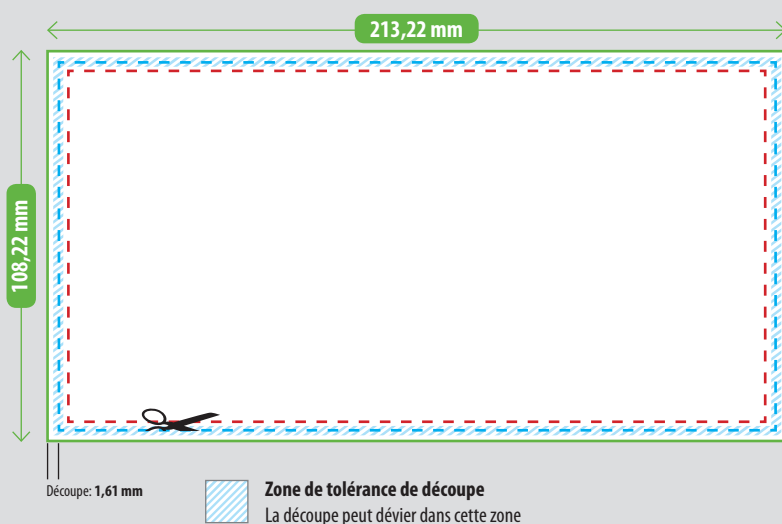 213,22 mm
108,22 mm
Découpe: 1,61 mm
Zone de tolérance de découpe
La découpe peut dévier dans cette zone